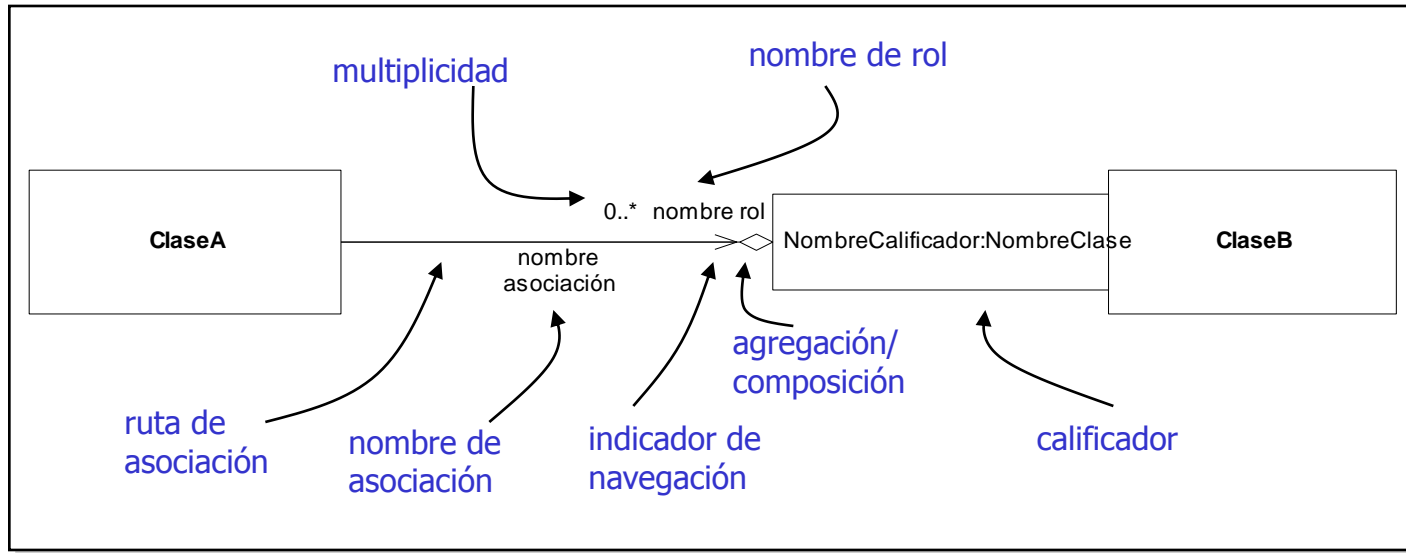 multiplicidad
nombre de rol
0..* nombre rol
ClaseA
NombreCalificador:NombreClase
ClaseB
nombre
asociación
agregación/
composición
ruta de
asociación
nombre de
asociación
indicador de
navegación
calificador